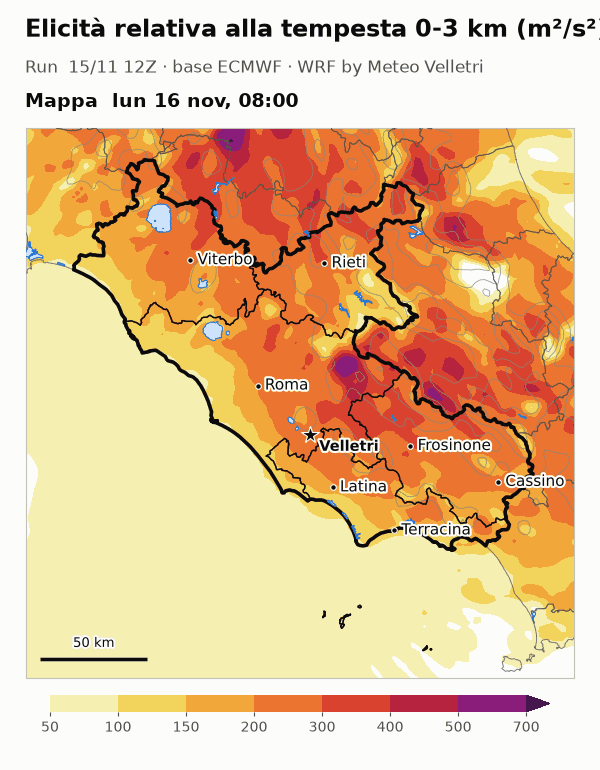 Elicità relativa alla tempesta 0-3 km (m²/s²)
Run  15/11 12Z · base ECMWF · WRF by Meteo Velletri
Mappa  lun 16 nov, 08:00
Viterbo
Rieti
Roma
Velletri
Frosinone
Latina
Cassino
Terracina
50 km
50 100 150 200 300 400 500 700